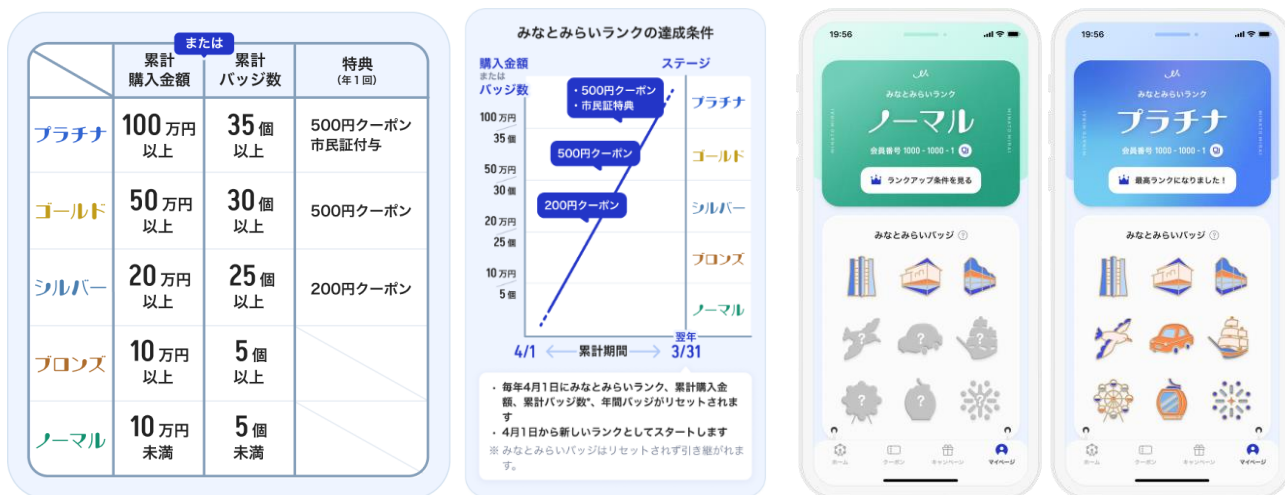 または
累計
購入金額
累計
バッジ数
特典
(年1回)
プラチナ
100万円
以上
35個
以上
500円クーポン
市民証付与
ゴールド
50万円
以上
30個
以上
500円クーポン
シルバー
20万円
以上
25個
以上
200円クーポン
ブロンズ
10万円
以上
5個
以上
ノーマル
10万円
未満
5個
未満
みなとみらいランクの達成条件
購入金額
または
バッジ数
ステージ
・500円クーポン
・市民証特典
プラチナ
100万円
35個
500円クーポン
ゴールド
50万円
30個
200円クーポン
シルバー
20万円
25個
ブロンズ
10万円
5個
ノーマル
翌年
4/1
累計期間
3/31
・毎年4月1日にみなとみらいランク、累計購入金
額、累計バッジ数*、年間バッジがリセットされま
す
・4月1日から新しいランクとしてスタートします
※ みなとみらいバッジはリセットされず引き継がれま
す。
19:56
みなとみらいランク
ノーマル
会員番号 1000 - 1000 - 1
ランクアップ条件を見る
みなとみらいバッジ ?
? ? ?
? ? ?
ホーム
クーポン
キャンペーン
マイページ
19:56
みなとみらいランク
プラチナ
会員番号 1000 - 1000 - 1
最高ランクになりました！
みなとみらいバッジ ?
ホーム
クーポン
キャンペーン
マイページ